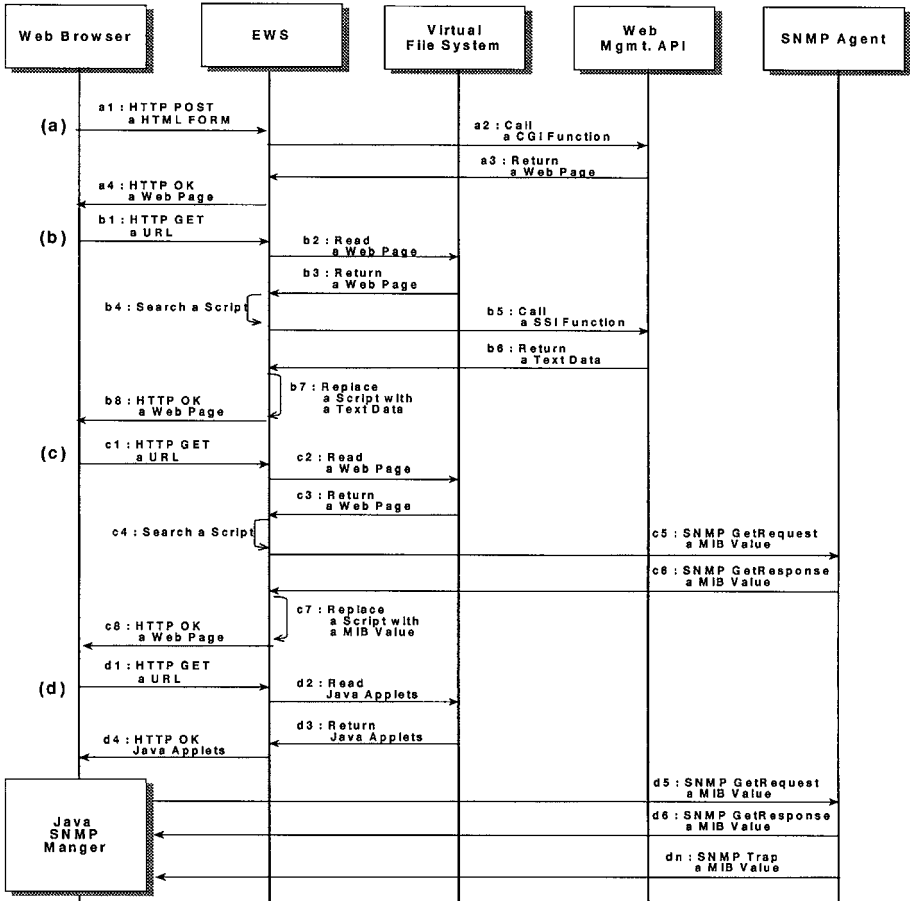 Web Browser
EWS
Virtual
File System
Web
Mgmt. API
SNMP Agent
(a)
a1 : HTTP POST
a HTML FORM
a2 : Call
a CGI Function
a3 : Return
a Web Page
a4 : HTTP OK
a Web Page
(b)
b1 : HTTP GET
a URL
b2 : Read
a Web Page
b3 : Return
a Web Page
b4 : Search a Script
b5 : Call
a SSI Function
b6 : Return
a Text Data
b7 : Replace
a Script with
a Text Data
b8 : HTTP OK
a Web Page
(c)
c1 : HTTP GET
a URL
c2 : Read
a Web Page
c3 : Return
a Web Page
c4 : Search a Script
c5 : SNMP GetRequest
a MIB Value
c6 : SNMP GetResponse
a MIB Value
c7 : Replace
a Script with
a MIB Value
c8 : HTTP OK
a Web Page
(d)
d1 : HTTP GET
a URL
d2 : Read
Java Applets
d3 : Return
Java Applets
d4 : HTTP OK
Java Applets
Java
SNMP
Manger
d5 : SNMP GetRequest
a MIB Value
d6 : SNMP GetResponse
a MIB Value
dn : SNMP Trap
a MIB Value